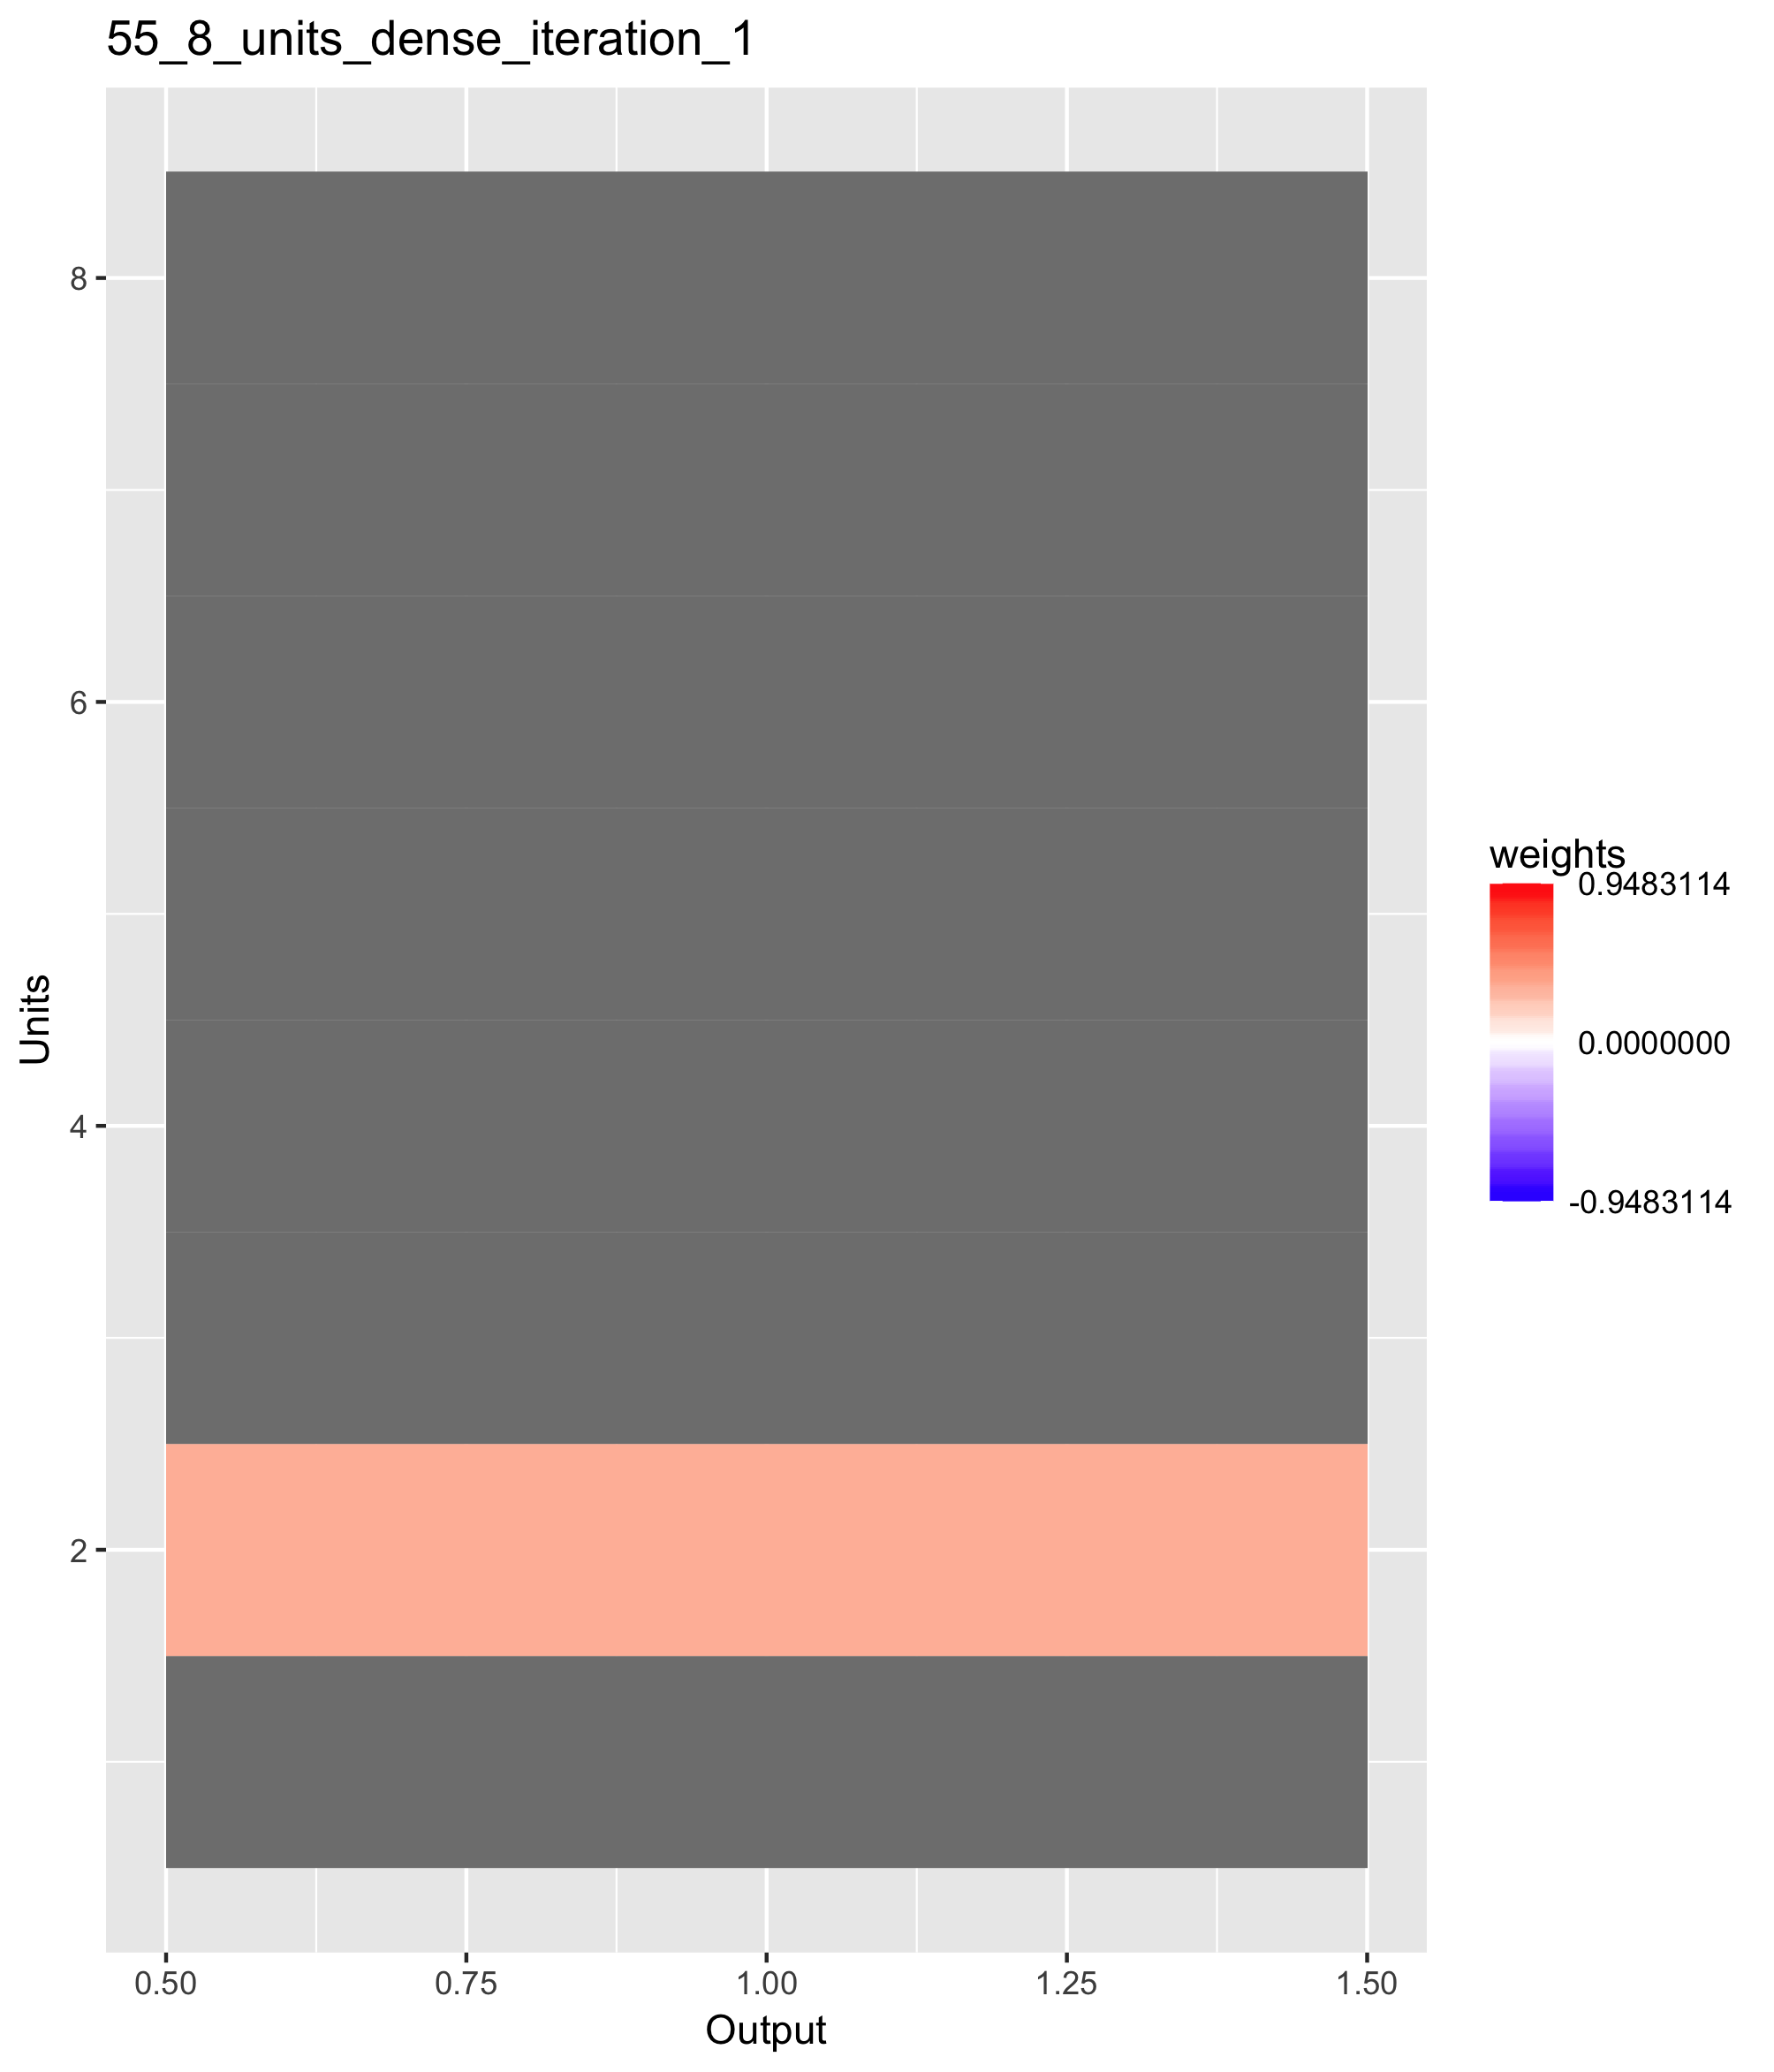 55_8_units_dense_iteration_1
8
6
4
2
Units
0.50 0.75 1.00 1.25 1.50
Output
weights
0.9483114
0.0000000
-0.9483114